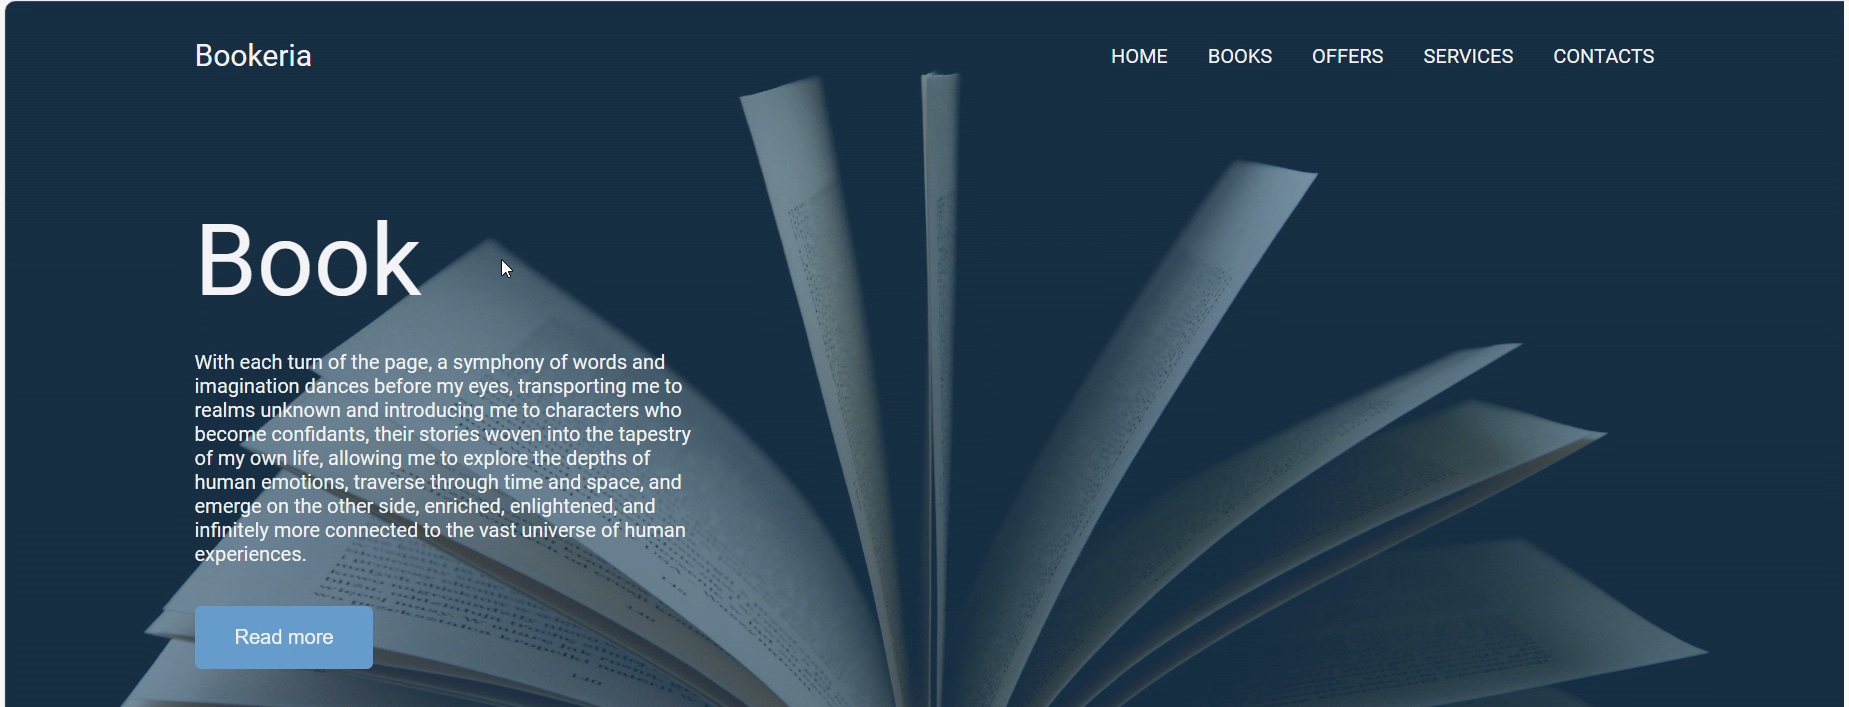 Bookeria
HOME BOOKS OFFERS SERVICES CONTACTS
Book
With each turn of the page, a symphony of words and
imagination dances before my eyes, transporting me to
realms unknown and introducing me to characters who
become confidants, their stories woven into the tapestry
of my own life, allowing me to explore the depths of
human emotions, traverse through time and space, and
emerge on the other side, enriched, enlightened, and
infinitely more connected to the vast universe of human
experiences.
Read more